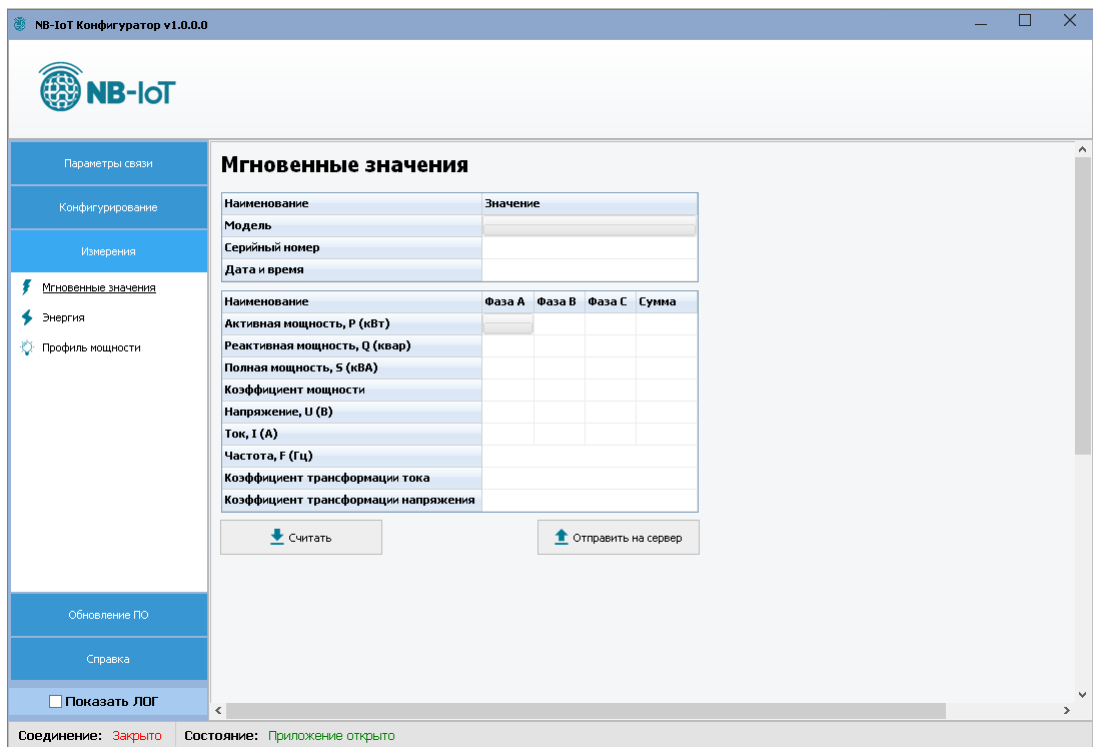 NB-IoT Конфигуратор v1.0.0.0
NB-IoT
Параметры связи
Конфигурирование
Измерения
Мгновенные значения
Энергия
Профиль мощности
Обновление ПО
Справка
Показать ЛОГ
Мгновенные значения
Наименование Значение
Модель
Серийный номер
Дата и время
Наименование Фаза A Фаза B Фаза C Сумма
Активная мощность, P (кВт)
Реактивная мощность, Q (квар)
Полная мощность, S (кВА)
Коэффициент мощности
Напряжение, U (В)
Ток, I (А)
Частота, F (Гц)
Коэффициент трансформации тока
Коэффициент трансформации напряжения
Считать Отправить на сервер
Соединение: Закрыто Состояние: Приложение открыто